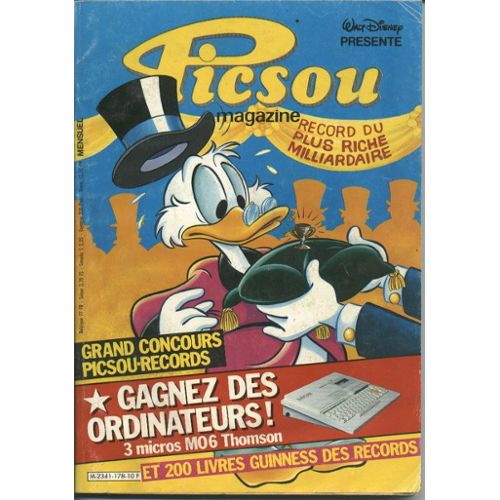 WALT DISNEY
PRESENTE
Picsou
magazine
MENSUEL
RECORD DU
PLUS RICHE
MILLIARDAIRE
GRAND CONCOURS
PICSOU-RECORDS
★ GAGNEZ DES
ORDINATEURS!
3 micros MO6 Thomson
M-2341-178-10 F
ET 200 LIVRES GUINNESS DES RECORDS